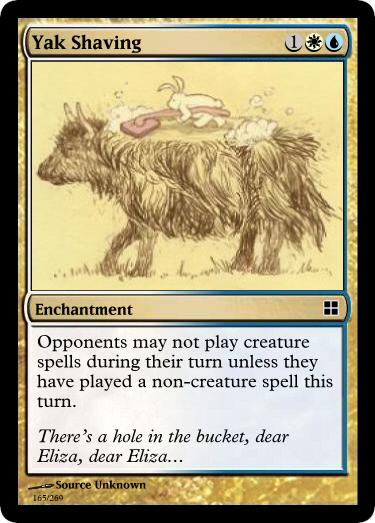 Yak Shaving 1
Enchantment
Opponents may not play creature
spells during their turn unless they
have played a non-creature spell this
turn.
There's a hole in the bucket, dear
Eliza, dear Eliza...
Source Unknown
165/269